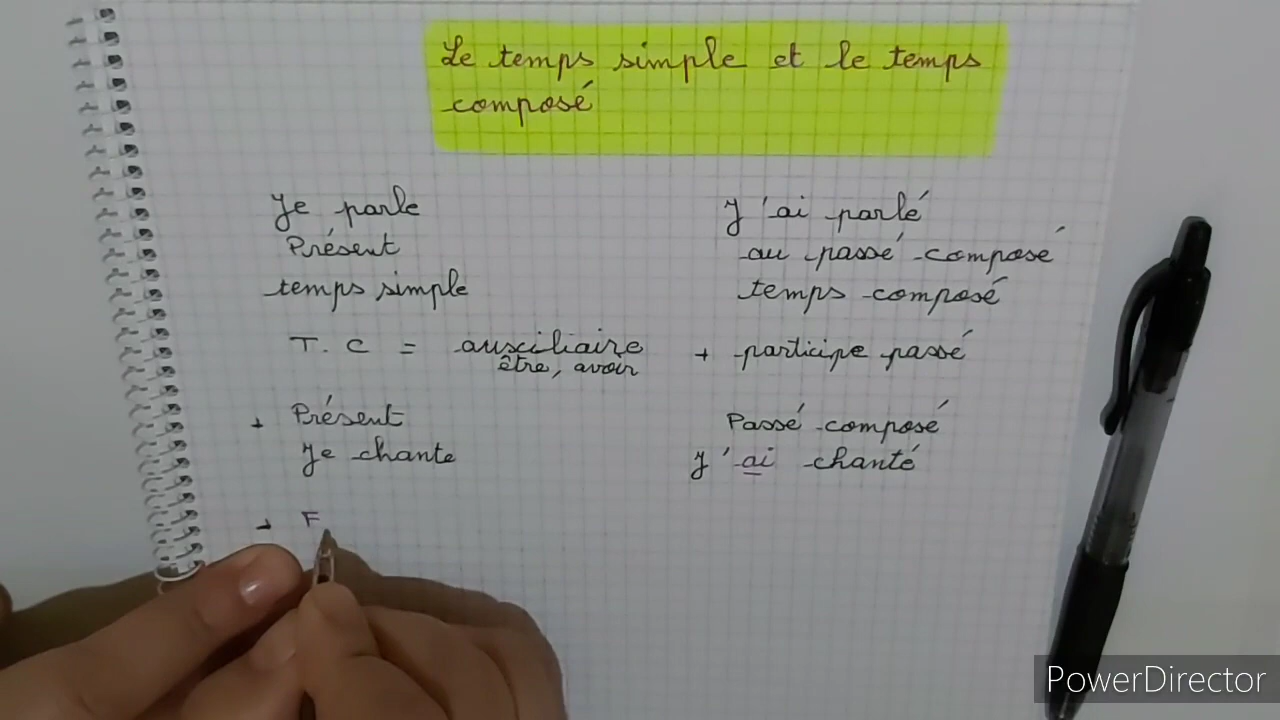 Le temps simple et le temps
composé
Je parle
Présent
temps simple
J'ai parlé
au passé composé
temps composé
T. C = auxiliaire + participe passé
être, avoir
+ Présent
Je chante
Passé composé
J'ai chanté
+ F
PowerDirector